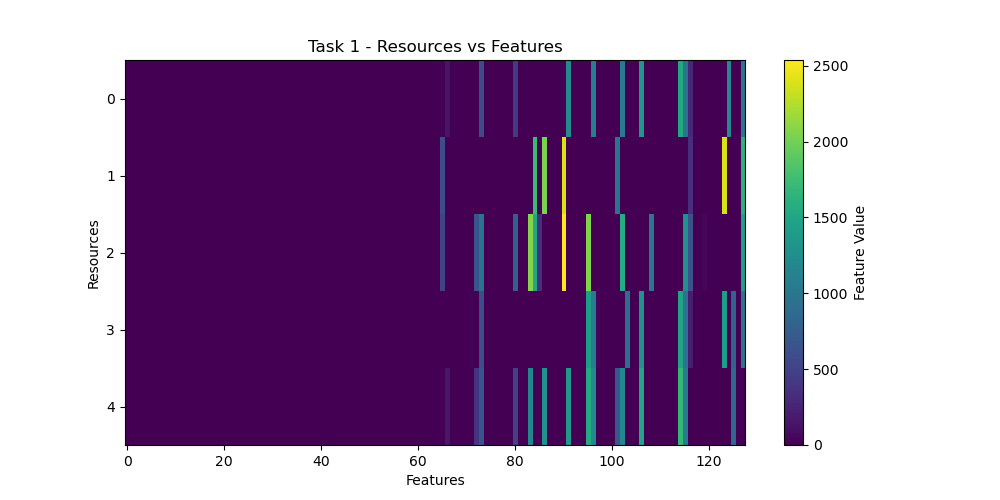 Task 1 - Resources vs Features
Resources
0
1
2
3
4
0 20 40 60 80 100 120
Features
2500
2000
1500
1000
500
0
Feature Value